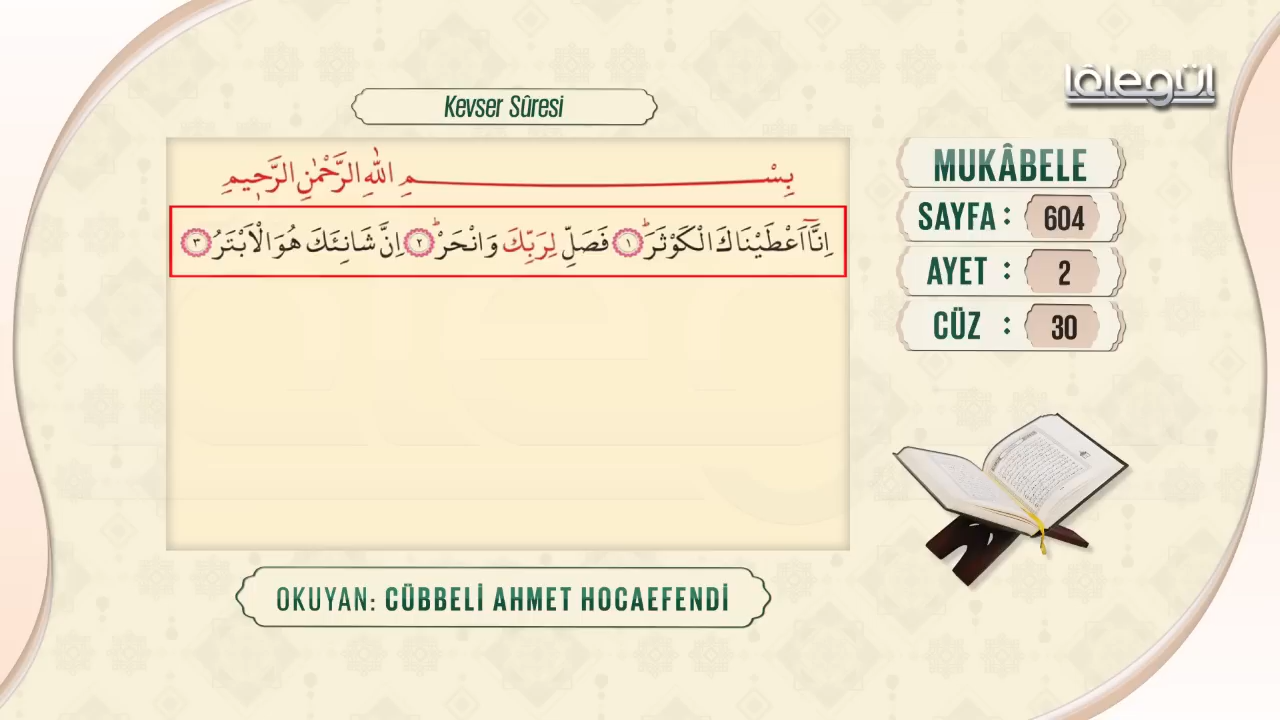 lâlegül
Kevser Sûresi
MUKÂBELE
بِسْمِ اللّٰهِ الرَّحْمٰنِ الرَّحٖيمِ
SAYFA : 604
اِنَّٓا اَعْطَيْنَاكَ الْكَوْثَرَؕ ١ فَصَلِّ لِرَبِّكَ وَانْحَرْؕ ٢ اِنَّ شَانِئَكَ هُوَ الْاَبْتَرُ ٣
AYET : 2
CÜZ : 30
OKUYAN: CÜBBELİ AHMET HOCAEFENDİ